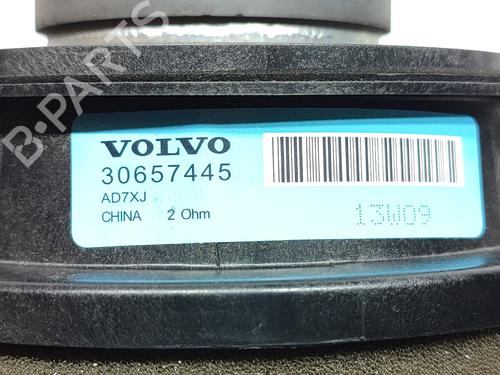 VOLVO
30657445
AD7XJ
CHINA 2 Ohm
13W09
B-PARTS